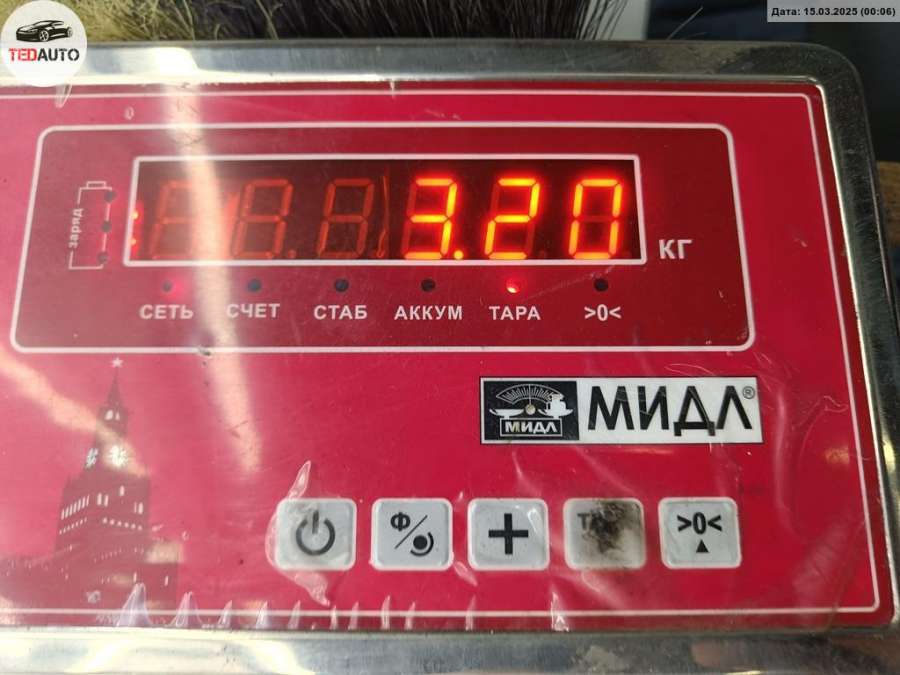 TEDAUTO
Дата: 15.03.2025 (00:06)
заряд
3.20
КГ
СЕТЬ СЧЕТ СТАБ АККУМ ТАРА >0<
МИДЛ МИДЛ®
Ф >0<